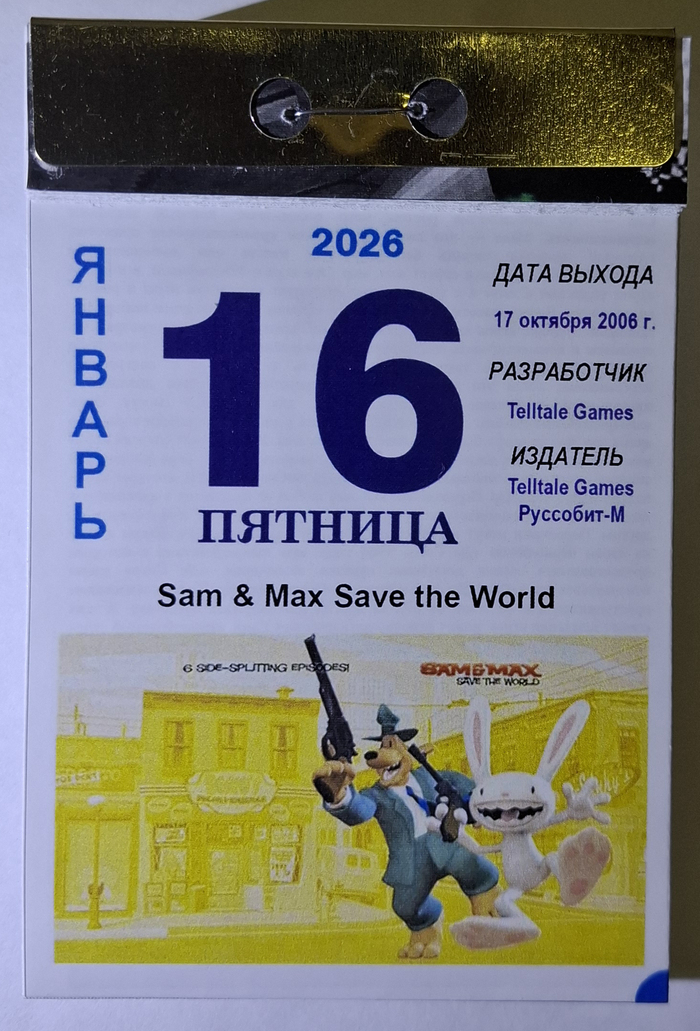 2026
ЯНВАРЬ
16
ПЯТНИЦА
ДАТА ВЫХОДА
17 октября 2006 г.
РАЗРАБОТЧИК
Telltale Games
ИЗДАТЕЛЬ
Telltale Games
Руссобит-М
Sam & Max Save the World
6 SIDE-SPLITTING EPISODES!
SAM & MAX
SAVE THE WORLD